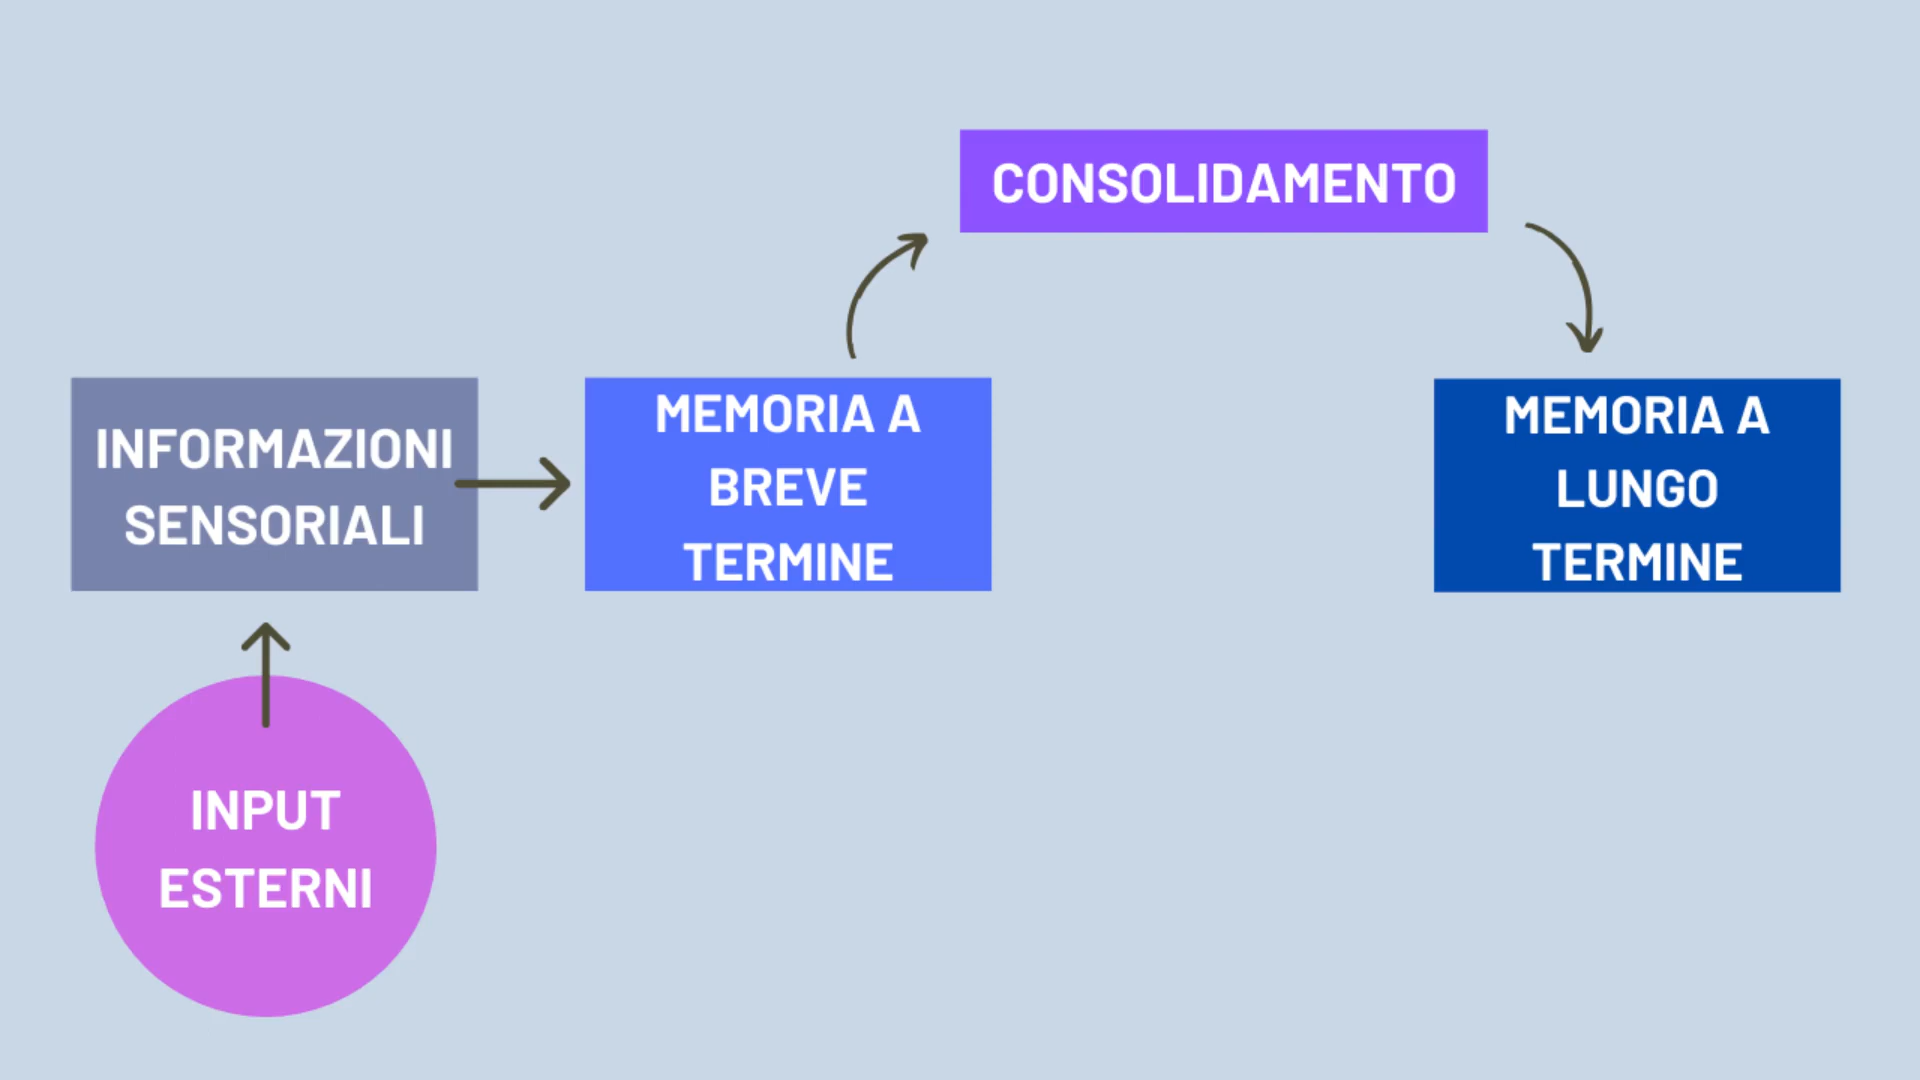 CONSOLIDAMENTO
INFORMAZIONI
SENSORIALI
MEMORIA A
BREVE
TERMINE
MEMORIA A
LUNGO
TERMINE
INPUT
ESTERNI